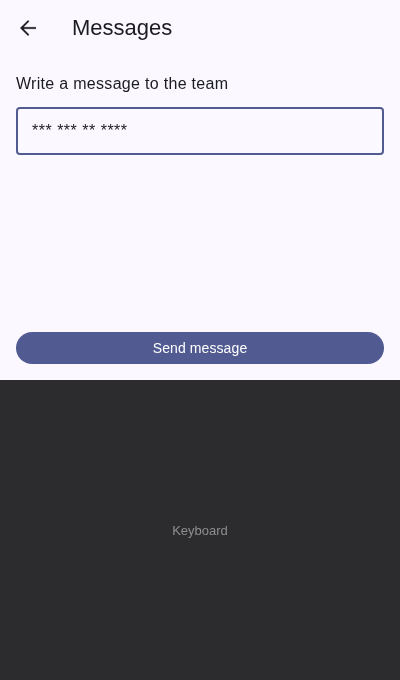 Messages
Write a message to the team
*** *** ** ****
Send message
Keyboard